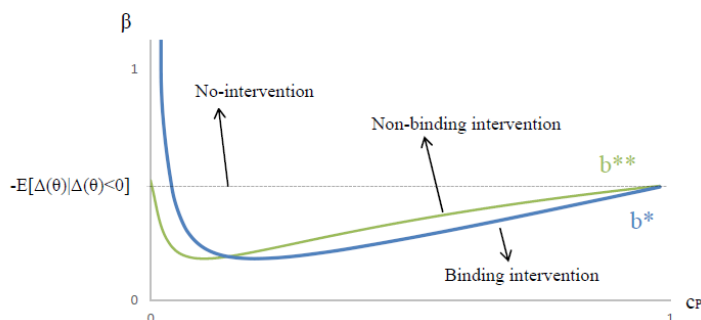 β
1
No-intervention
Non-binding intervention
b**
-E[Δ(θ)|Δ(θ)<0]
b*
Binding intervention
0
0
1
cP